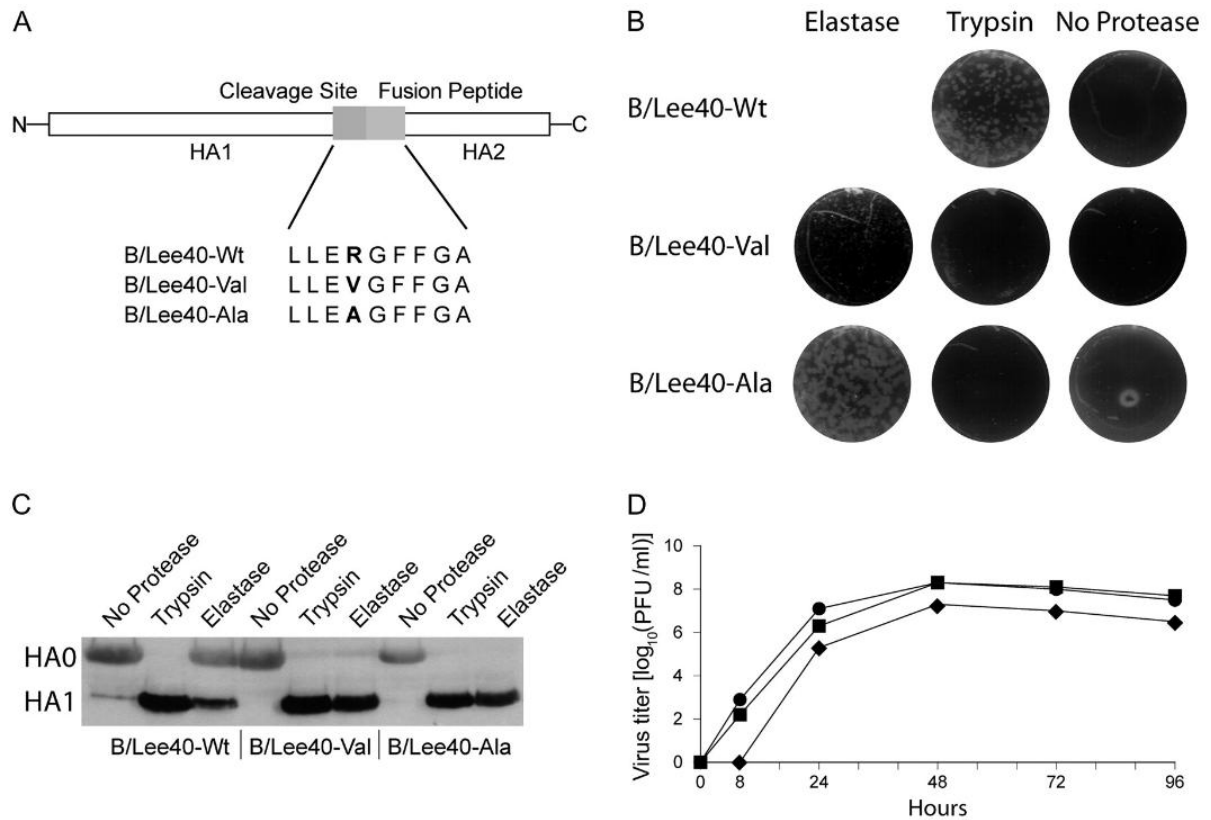 A
Cleavage Site Fusion Peptide
N C
HA1 HA2
B/Lee40-Wt L L E R G F F G A
B/Lee40-Val L L E V G F F G A
B/Lee40-Ala L L E A G F F G A
B
Elastase Trypsin No Protease
B/Lee40-Wt
B/Lee40-Val
B/Lee40-Ala
C
No Protease Trypsin Elastase No Protease Trypsin Elastase No Protease Trypsin Elastase
HA0
HA1
B/Lee40-Wt B/Lee40-Val B/Lee40-Ala
D
Virus titer [log10(PFU/ml)]
10
8
6
4
2
0
0 8 24 48 72 96
Hours